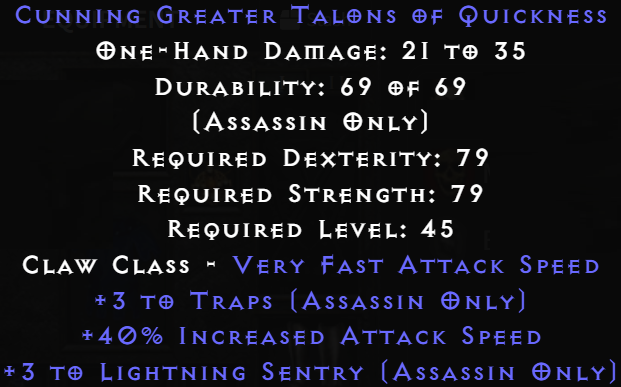 Cunning Greater Talons of Quickness
One-Hand Damage: 21 to 35
Durability: 69 of 69
(Assassin Only)
Required Dexterity: 79
Required Strength: 79
Required Level: 45
Claw Class - Very Fast Attack Speed
+3 to Traps (Assassin Only)
+40% Increased Attack Speed
+3 to Lightning Sentry (Assassin Only)